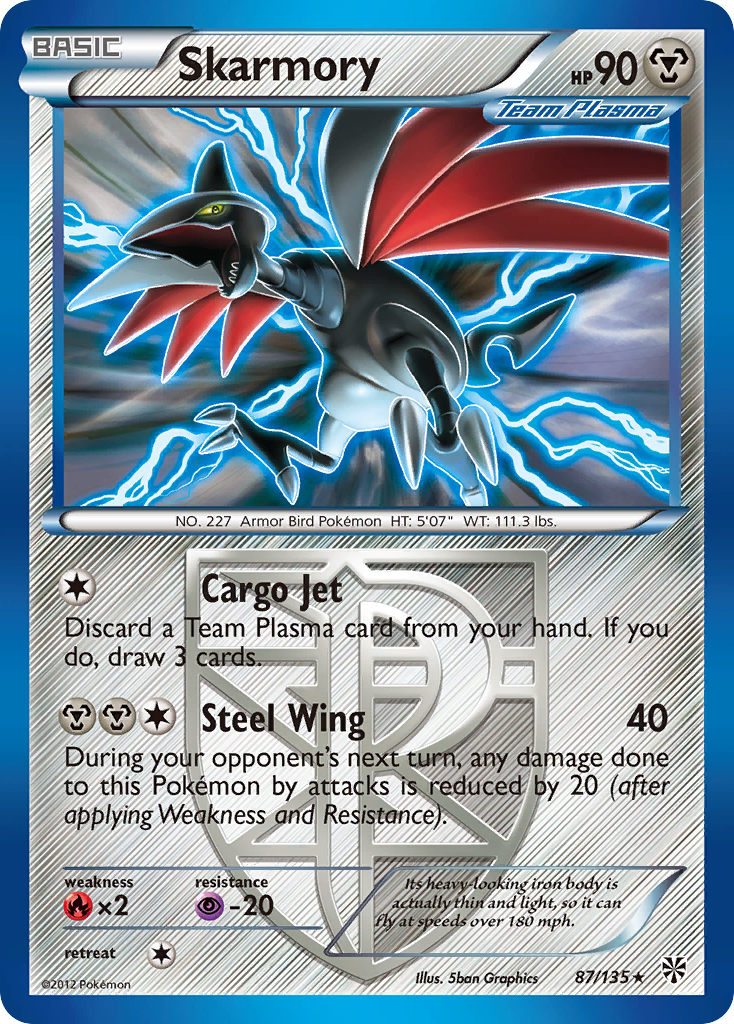 BASIC
Skarmory
HP 90
Team Plasma
NO. 227 Armor Bird Pokémon HT: 5'07" WT: 111.3 lbs.
Cargo Jet
Discard a Team Plasma card from your hand. If you
do, draw 3 cards.
Steel Wing 40
During your opponent's next turn, any damage done
to this Pokémon by attacks is reduced by 20 (after
applying Weakness and Resistance).
weakness resistance
×2 -20
Its heavy-looking iron body is
actually thin and light, so it can
fly at speeds over 180 mph.
retreat
©2012 Pokémon
Illus. 5ban Graphics
87/135★